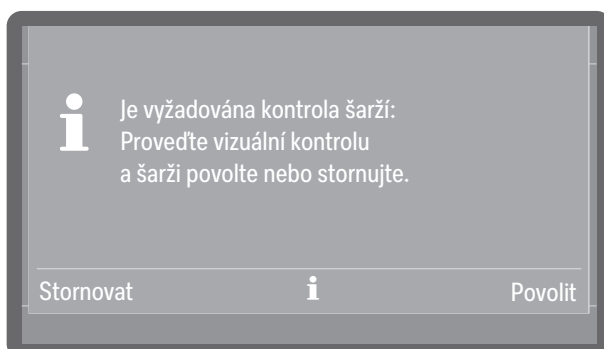 Je vyžadována kontrola šarží:
Proveďte vizuální kontrolu
a šarži povolte nebo stornujte.
Stornovat
Povolit